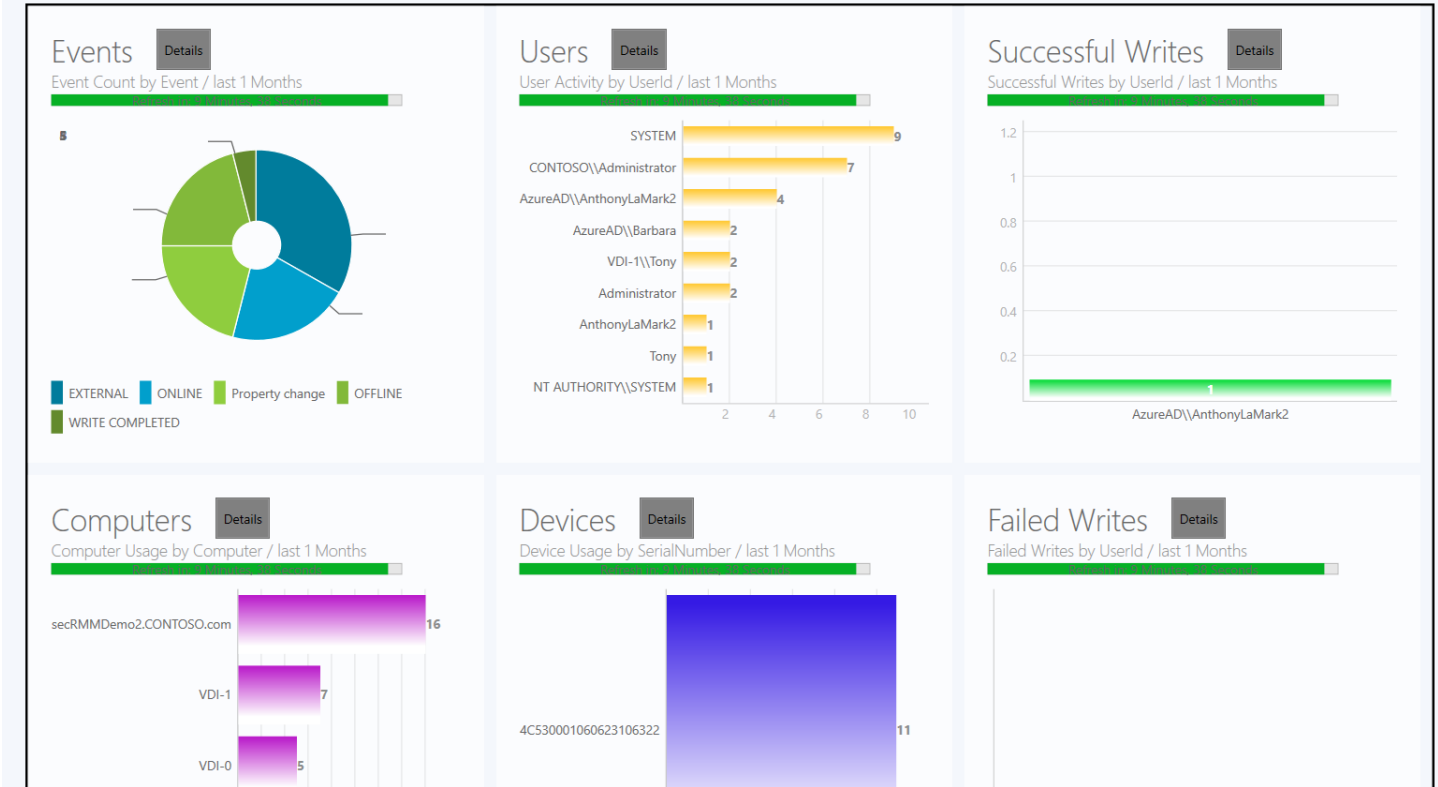 Events Details
Event Count by Event / last 1 Months
Refresh in: 9 Minutes, 38 Seconds
EXTERNAL ONLINE Property change OFFLINE
WRITE COMPLETED
Users Details
User Activity by UserId / last 1 Months
Refresh in: 9 Minutes, 38 Seconds
SYSTEM 9
CONTOSO\\Administrator 7
AzureAD\\AnthonyLaMark2 4
AzureAD\\Barbara 2
VDI-1\\Tony 2
Administrator 2
AnthonyLaMark2 1
Tony 1
NT AUTHORITY\\SYSTEM 1
2 4 6 8 10
Successful Writes Details
Successful Writes by UserId / last 1 Months
Refresh in: 9 Minutes, 38 Seconds
1.2
1
0.8
0.6
0.4
0.2
1
AzureAD\\AnthonyLaMark2
Computers Details
Computer Usage by Computer / last 1 Months
Refresh in: 9 Minutes, 38 Seconds
secRMMDemo2.CONTOSO.com 16
VDI-1 7
VDI-0 5
Devices Details
Device Usage by SerialNumber / last 1 Months
Refresh in: 9 Minutes, 38 Seconds
4C530001060623106322 11
Failed Writes Details
Failed Writes by UserId / last 1 Months
Refresh in: 9 Minutes, 38 Seconds